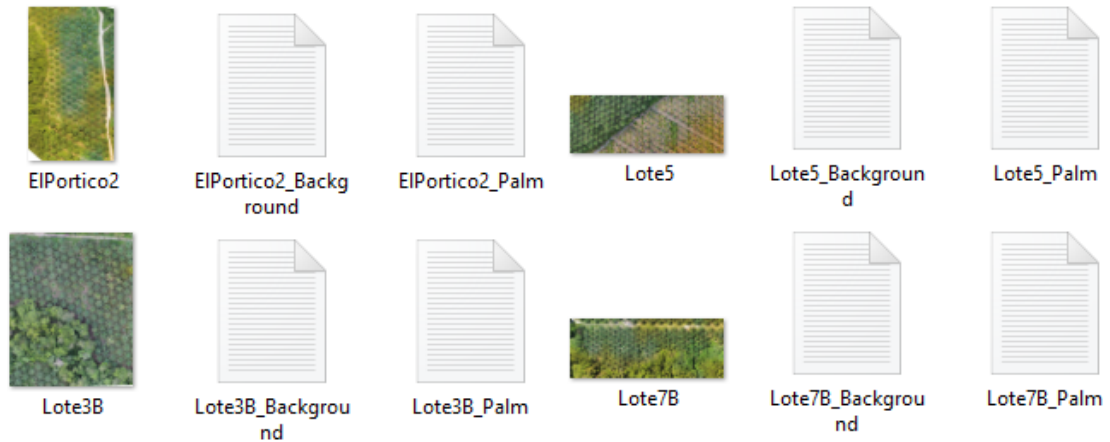 ElPortico2
ElPortico2_Backg
round
ElPortico2_Palm
Lote5
Lote5_Backgroun
d
Lote5_Palm
Lote3B
Lote3B_Backgrou
nd
Lote3B_Palm
Lote7B
Lote7B_Backgrou
nd
Lote7B_Palm